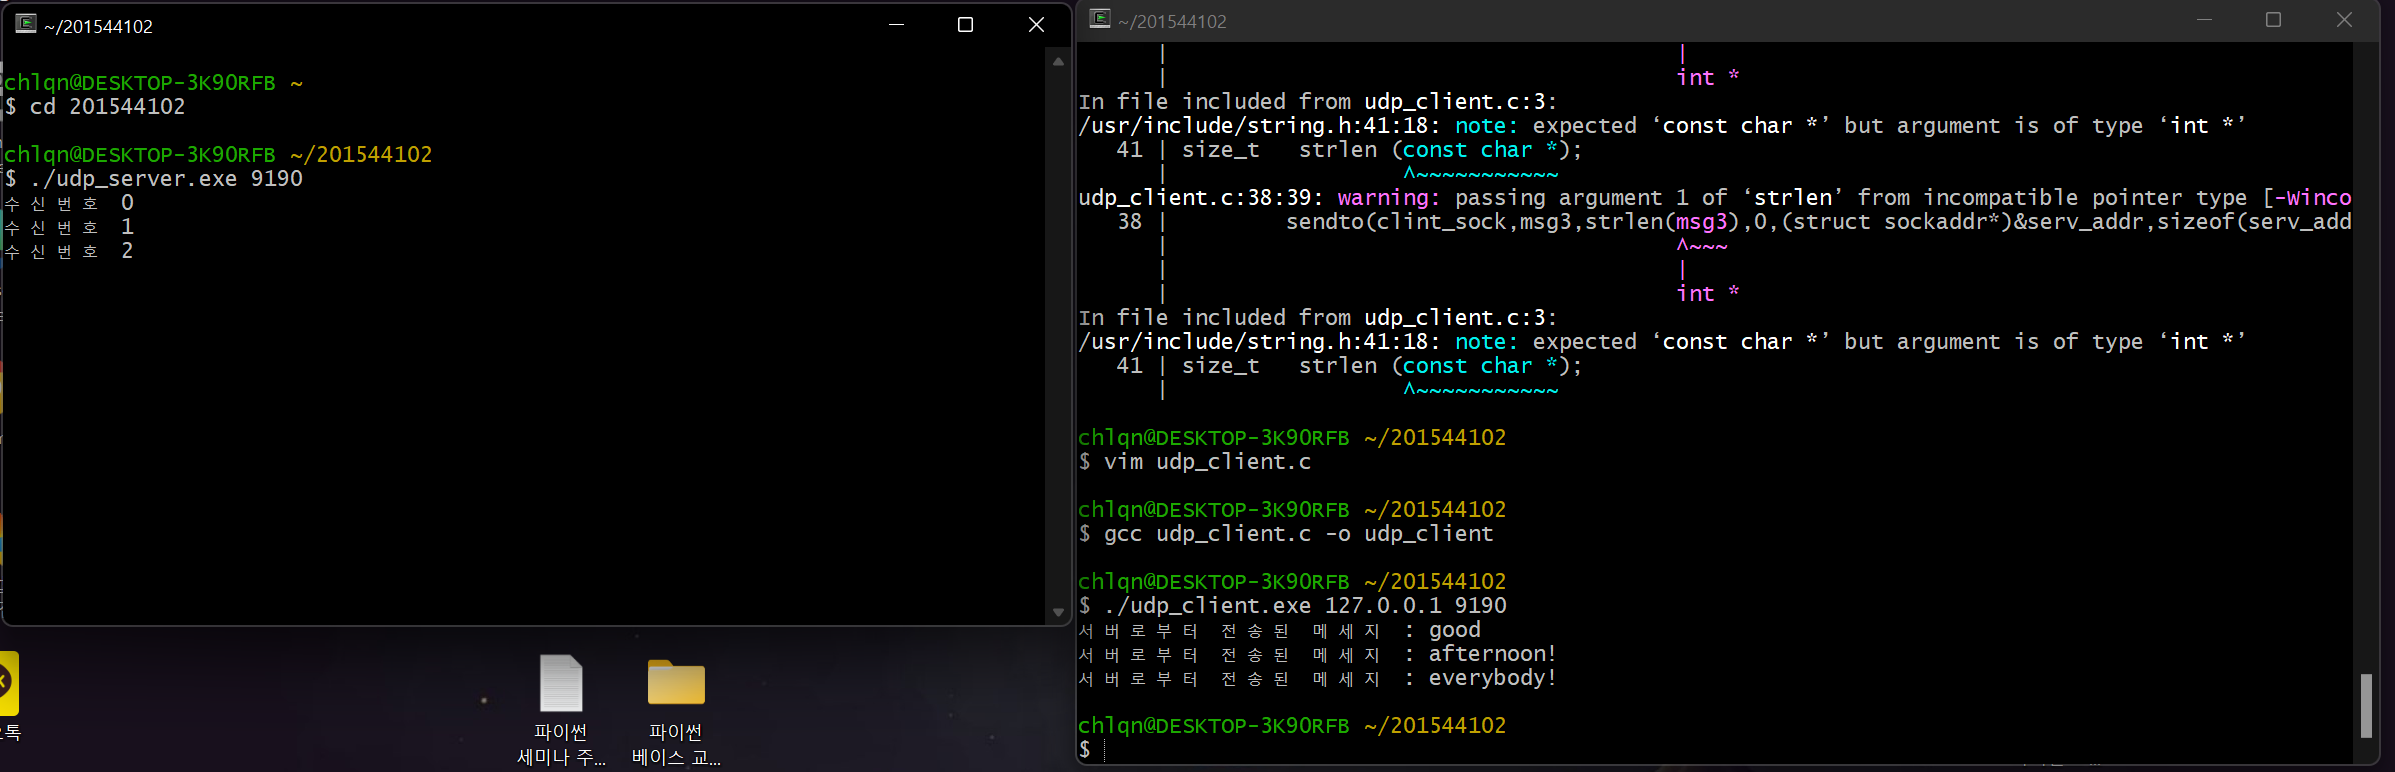 ~/201544102
chlqn@DESKTOP-3K9ORFB ~
$ cd 201544102
chlqn@DESKTOP-3K9ORFB ~/201544102
$ ./udp_server.exe 9190
수신번호 0
수신번호 1
수신번호 2
파이썬
세미나 주...
파이썬
베이스 교...
~/201544102
|                                       |
|                                       int *
In file included from udp_client.c:3:
/usr/include/string.h:41:18: note: expected ‘const char *’ but argument is of type ‘int *’
41 | size_t   strlen (const char *);
|                  ^~~~~~~~~~~~
udp_client.c:38:39: warning: passing argument 1 of ‘strlen’ from incompatible pointer type [-Winco
38 |         sendto(clint_sock,msg3,strlen(msg3),0,(struct sockaddr*)&serv_addr,sizeof(serv_add
|                                       ^~~~
|                                       |
|                                       int *
In file included from udp_client.c:3:
/usr/include/string.h:41:18: note: expected ‘const char *’ but argument is of type ‘int *’
41 | size_t   strlen (const char *);
|                  ^~~~~~~~~~~~
chlqn@DESKTOP-3K9ORFB ~/201544102
$ vim udp_client.c
chlqn@DESKTOP-3K9ORFB ~/201544102
$ gcc udp_client.c -o udp_client
chlqn@DESKTOP-3K9ORFB ~/201544102
$ ./udp_client.exe 127.0.0.1 9190
서버로부터 전송된 메세지 : good
서버로부터 전송된 메세지 : afternoon!
서버로부터 전송된 메세지 : everybody!
chlqn@DESKTOP-3K9ORFB ~/201544102
$